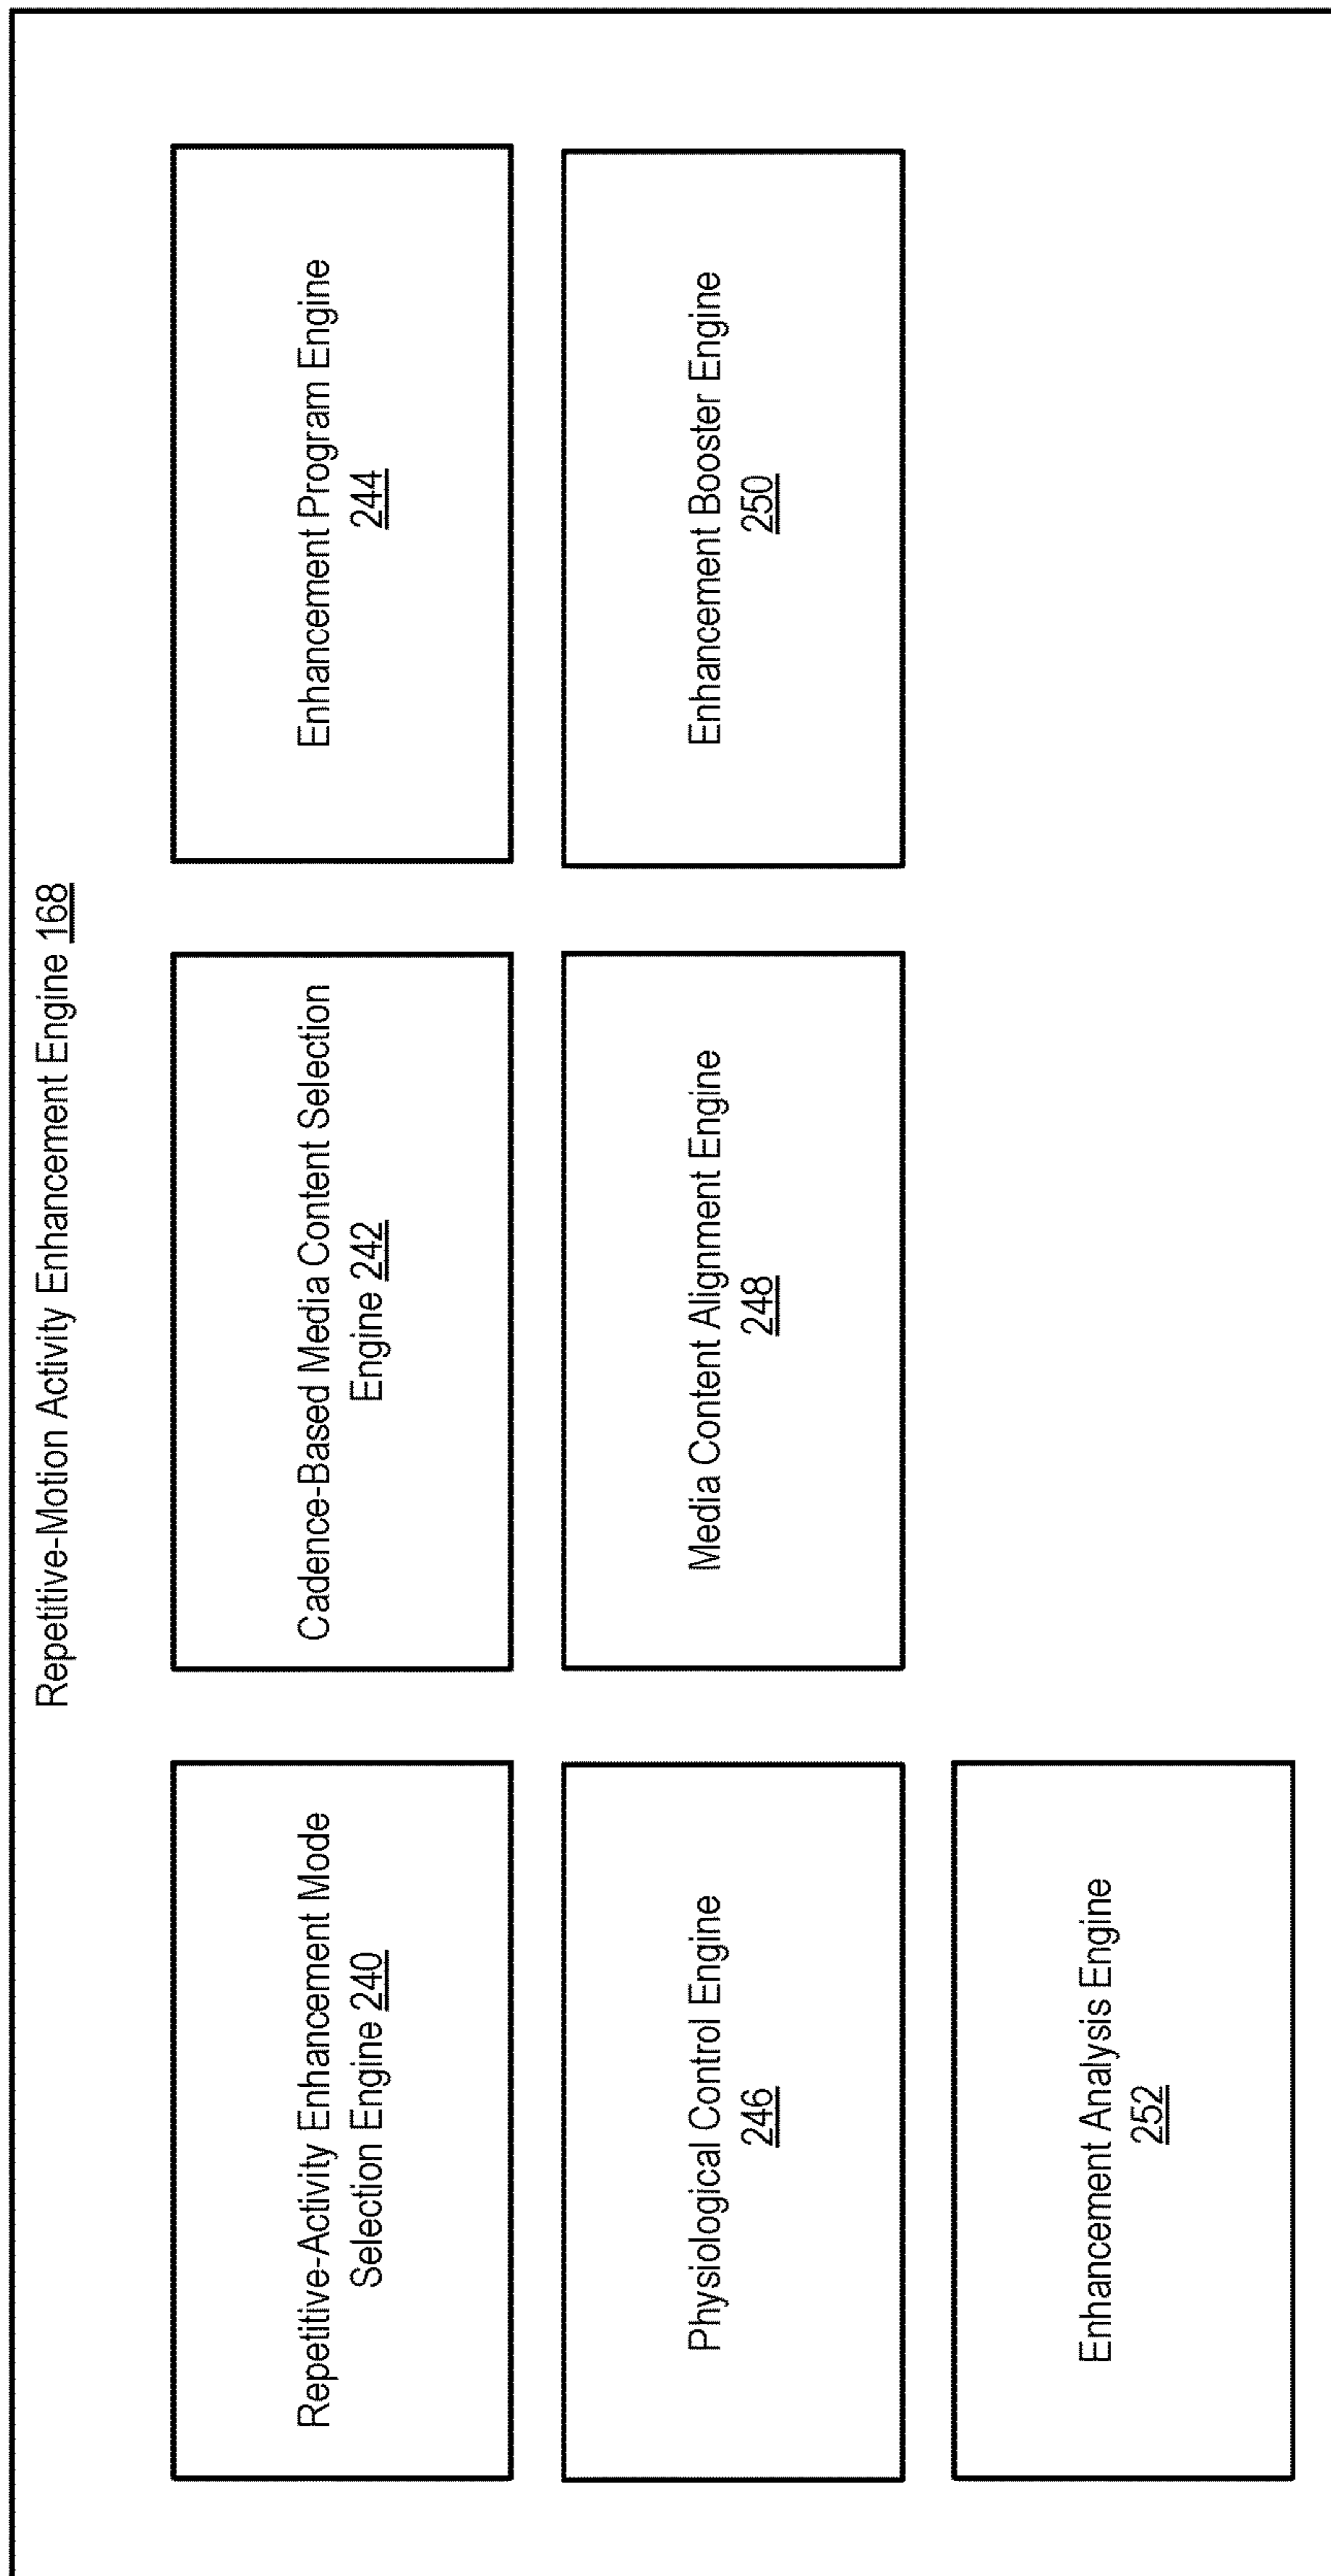 Repetitive-Motion Activity Enhancement Engine 168
Repetitive-Activity Enhancement Mode
Selection Engine 240
Cadence-Based Media Content Selection
Engine 242
Enhancement Program Engine
244
Physiological Control Engine
246
Media Content Alignment Engine
248
Enhancement Booster Engine
250
Enhancement Analysis Engine
252